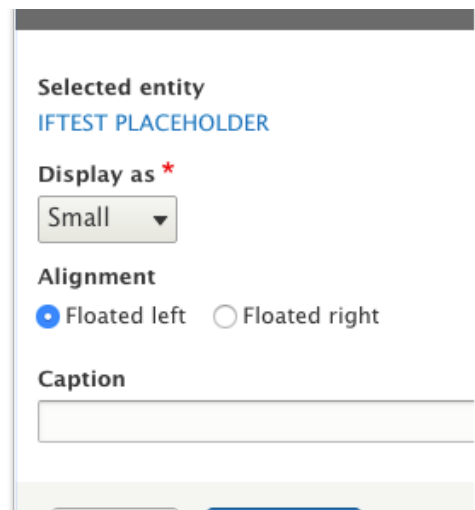 Selected entity
IFTEST PLACEHOLDER
Display as *
Small
Alignment
Floated left Floated right
Caption